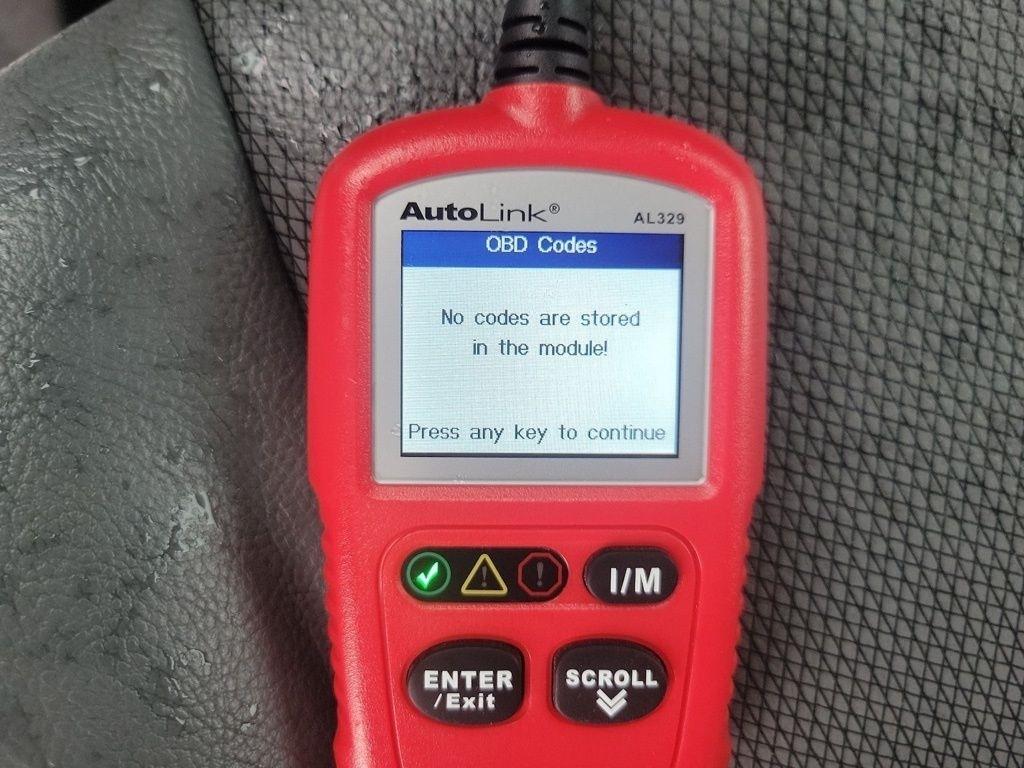 AutoLink®
AL329
OBD Codes
No codes are stored
in the module!
Press any key to continue
I/M
ENTER
/Exit
SCROLL